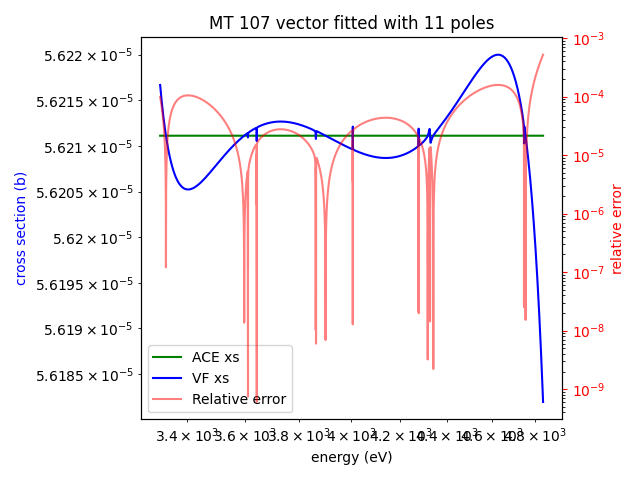 MT 107 vector fitted with 11 poles
5.622 × 10⁻⁵
5.6215 × 10⁻⁵
5.621 × 10⁻⁵
5.6205 × 10⁻⁵
5.62 × 10⁻⁵
5.6195 × 10⁻⁵
5.619 × 10⁻⁵
5.6185 × 10⁻⁵
cross section (b)
10⁻³
10⁻⁴
10⁻⁵
10⁻⁶
10⁻⁷
10⁻⁸
10⁻⁹
relative error
ACE xs
VF xs
Relative error
3.4 × 10³ 3.6 × 10³ 3.8 × 10³ 4 × 10³ 4.2 × 10³ 4.4 × 10³ 4.6 × 10³ 4.8 × 10³
energy (eV)